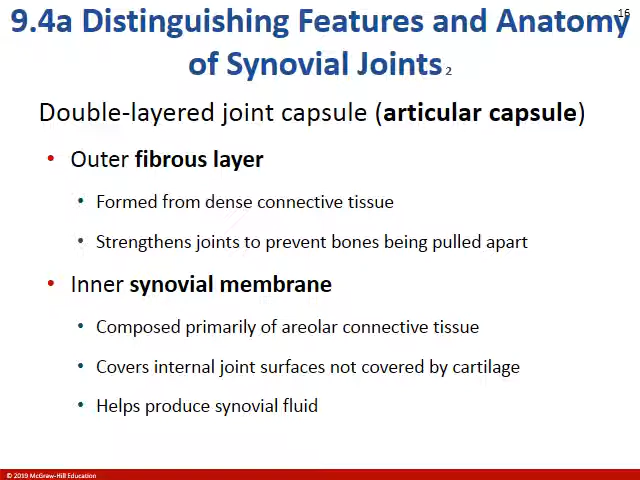 16
9.4a Distinguishing Features and Anatomy
of Synovial Joints 2
Double-layered joint capsule (articular capsule)
• Outer fibrous layer
• Formed from dense connective tissue
• Strengthens joints to prevent bones being pulled apart
• Inner synovial membrane
• Composed primarily of areolar connective tissue
• Covers internal joint surfaces not covered by cartilage
• Helps produce synovial fluid
© 2019 McGraw-Hill Education